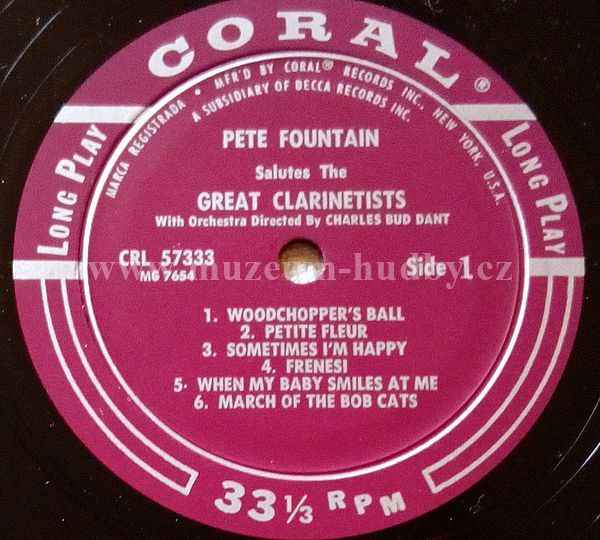 CORAL®
MARCA REGISTRADA • MFR'D BY CORAL® RECORDS INC., NEW YORK, U.S.A.
A SUBSIDIARY OF DECCA RECORDS INC.
LONG PLAY
LONG PLAY
PETE FOUNTAIN
Salutes The
GREAT CLARINETISTS
With Orchestra Directed By CHARLES BUD DANT
CRL 57333
MG 7654
Side 1
www.muzeum-hudby.cz
1. WOODCHOPPER'S BALL
2. PETITE FLEUR
3. SOMETIMES I'M HAPPY
4. FRENESI
5. WHEN MY BABY SMILES AT ME
6. MARCH OF THE BOB CATS
33 1/3 RPM